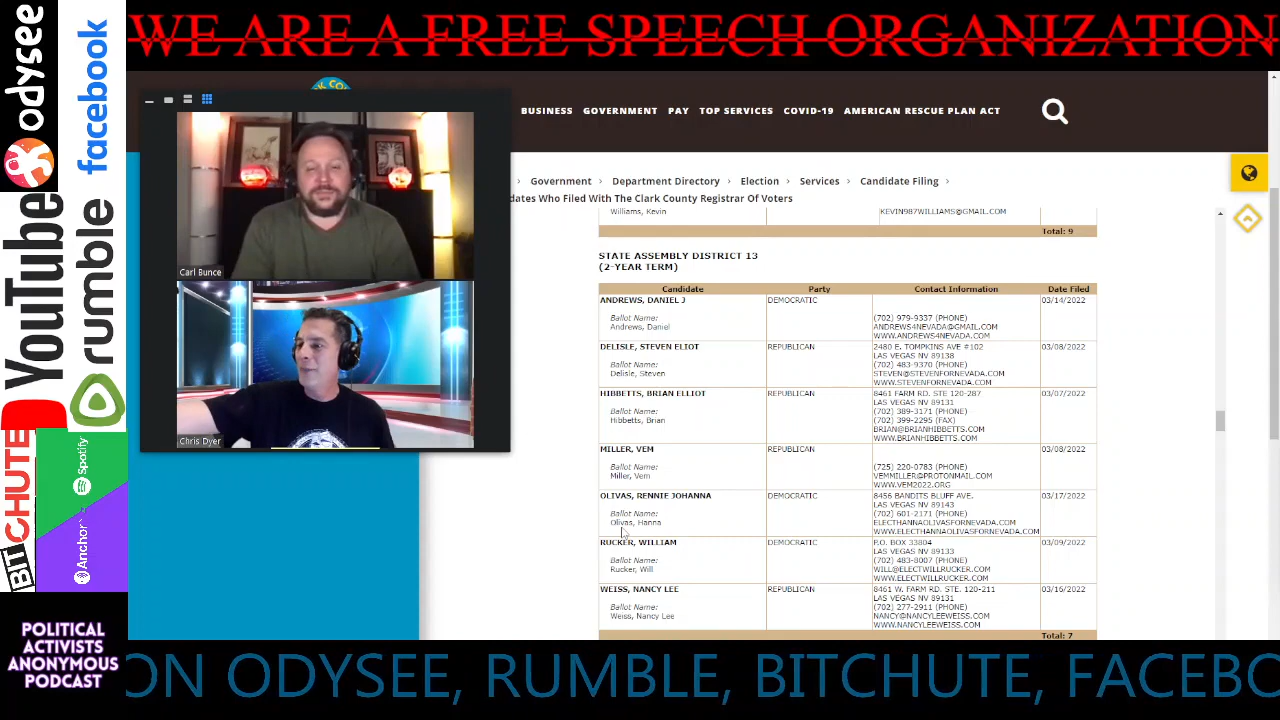 WE ARE A FREE SPEECH ORGANIZATION
odysee
facebook
YouTube
rumble
BITCHUTE
Spotify
Anchor
POLITICAL
ACTIVISTS
ANONYMOUS
PODCAST
BUSINESS GOVERNMENT PAY TOP SERVICES COVID-19 AMERICAN RESCUE PLAN ACT
Carl Bunce
Chris Dyer
› Government › Department Directory › Election › Services › Candidate Filing ›
dates Who Filed With The Clark County Registrar Of Voters
Williams, Kevin KEVIN987WILLIAMS@GMAIL.COM
Total: 9
STATE ASSEMBLY DISTRICT 13
(2-YEAR TERM)
Candidate Party Contact Information Date Filed
ANDREWS, DANIEL J DEMOCRATIC 03/14/2022
Ballot Name: (702) 979-9337 (PHONE)
Andrews, Daniel ANDREWS4NEVADA@GMAIL.COM
WWW.ANDREWS4NEVADA.COM
DELISLE, STEVEN ELIOT REPUBLICAN 2480 E. TOMPKINS AVE #102 03/08/2022
LAS VEGAS NV 89138
Ballot Name: (702) 483-9370 (PHONE)
Delisle, Steven STEVEN@STEVENFORNEVADA.COM
WWW.STEVENFORNEVADA.COM
HIBBETTS, BRIAN ELLIOT REPUBLICAN 8461 FARM RD. STE 120-287 03/07/2022
LAS VEGAS NV 89131
Ballot Name: (702) 389-3171 (PHONE)
Hibbetts, Brian (702) 399-2295 (FAX)
BRIAN@BRIANHIBBETTS.COM
WWW.BRIANHIBBETTS.COM
MILLER, VEM REPUBLICAN 03/08/2022
Ballot Name: (725) 220-0783 (PHONE)
Miller, Vem VEMMILLER@PROTONMAIL.COM
WWW.VEM2022.ORG
OLIVAS, RENNIE JOHANNA DEMOCRATIC 8456 BANDITS BLUFF AVE. 03/17/2022
LAS VEGAS NV 89143
Ballot Name: (702) 601-2171 (PHONE)
Olivas, Hanna ELECTHANNAOLIVASFORNEVADA.COM
WWW.ELECTHANNAOLIVASFORNEVADA.COM
RUCKER, WILLIAM DEMOCRATIC P.O. BOX 33804 03/09/2022
LAS VEGAS NV 89133
Ballot Name: (702) 483-8007 (PHONE)
Rucker, Will WILL@ELECTWILLRUCKER.COM
WWW.ELECTWILLRUCKER.COM
WEISS, NANCY LEE REPUBLICAN 8461 W. FARM RD. STE. 120-211 03/16/2022
LAS VEGAS NV 89131
Ballot Name: (702) 277-2911 (PHONE)
Weiss, Nancy Lee NANCY@NANCYLEEWEISS.COM
WWW.NANCYLEEWEISS.COM
Total: 7
ON ODYSEE, RUMBLE, BITCHUTE, FACEBO